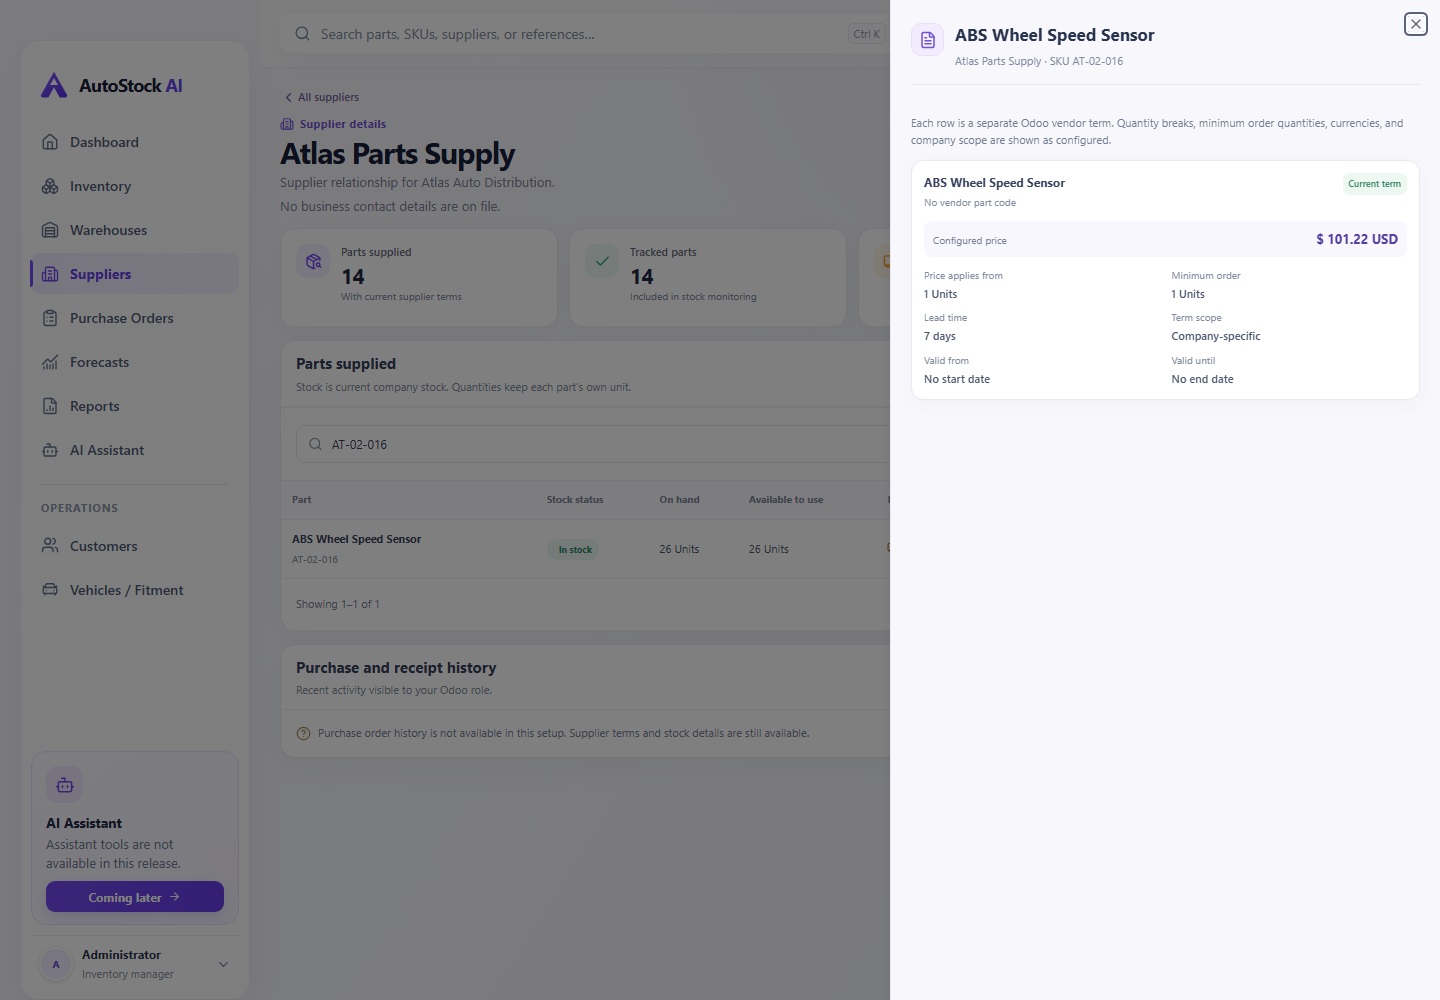 AutoStock AI
Dashboard
Inventory
Warehouses
Suppliers
Purchase Orders
Forecasts
Reports
AI Assistant
OPERATIONS
Customers
Vehicles / Fitment
AI Assistant
Assistant tools are not
available in this release.
Coming later
A
Administrator
Inventory manager
Search parts, SKUs, suppliers, or references...
Ctrl K
All suppliers
Supplier details
Atlas Parts Supply
Supplier relationship for Atlas Auto Distribution.
No business contact details are on file.
Parts supplied
14
With current supplier terms
Tracked parts
14
Included in stock monitoring
Parts supplied
Stock is current company stock. Quantities keep each part's own unit.
AT-02-016
Part Stock status On hand Available to use
ABS Wheel Speed Sensor
AT-02-016
In stock 26 Units 26 Units
Showing 1–1 of 1
Purchase and receipt history
Recent activity visible to your Odoo role.
Purchase order history is not available in this setup. Supplier terms and stock details are still available.
ABS Wheel Speed Sensor
Atlas Parts Supply · SKU AT-02-016
Each row is a separate Odoo vendor term. Quantity breaks, minimum order quantities, currencies, and
company scope are shown as configured.
ABS Wheel Speed Sensor
Current term
No vendor part code
Configured price $ 101.22 USD
Price applies from Minimum order
1 Units 1 Units
Lead time Term scope
7 days Company-specific
Valid from Valid until
No start date No end date